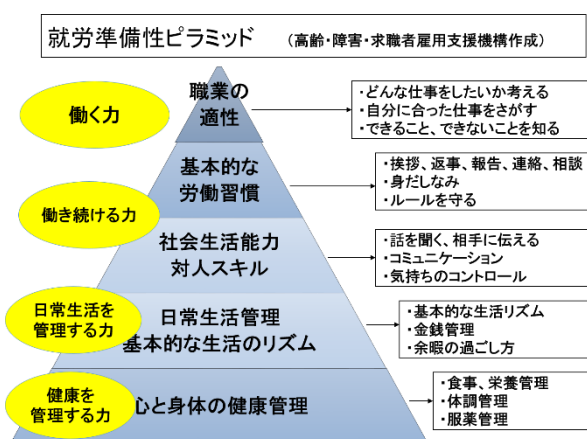 就労準備性ピラミッド （高齢・障害・求職者雇用支援機構作成）
働く力
職業の
適性
・どんな仕事をしたいか考える
・自分に合った仕事をさがす
・できること、できないことを知る
働き続ける力
基本的な
労働習慣
・挨拶、返事、報告、連絡、相談
・身だしなみ
・ルールを守る
社会生活能力
対人スキル
・話を聞く、相手に伝える
・コミュニケーション
・気持ちのコントロール
日常生活を
管理する力
日常生活管理
基本的な生活のリズム
・基本的な生活リズム
・金銭管理
・余暇の過ごし方
健康を
管理する力
心と身体の健康管理
・食事、栄養管理
・体調管理
・服薬管理